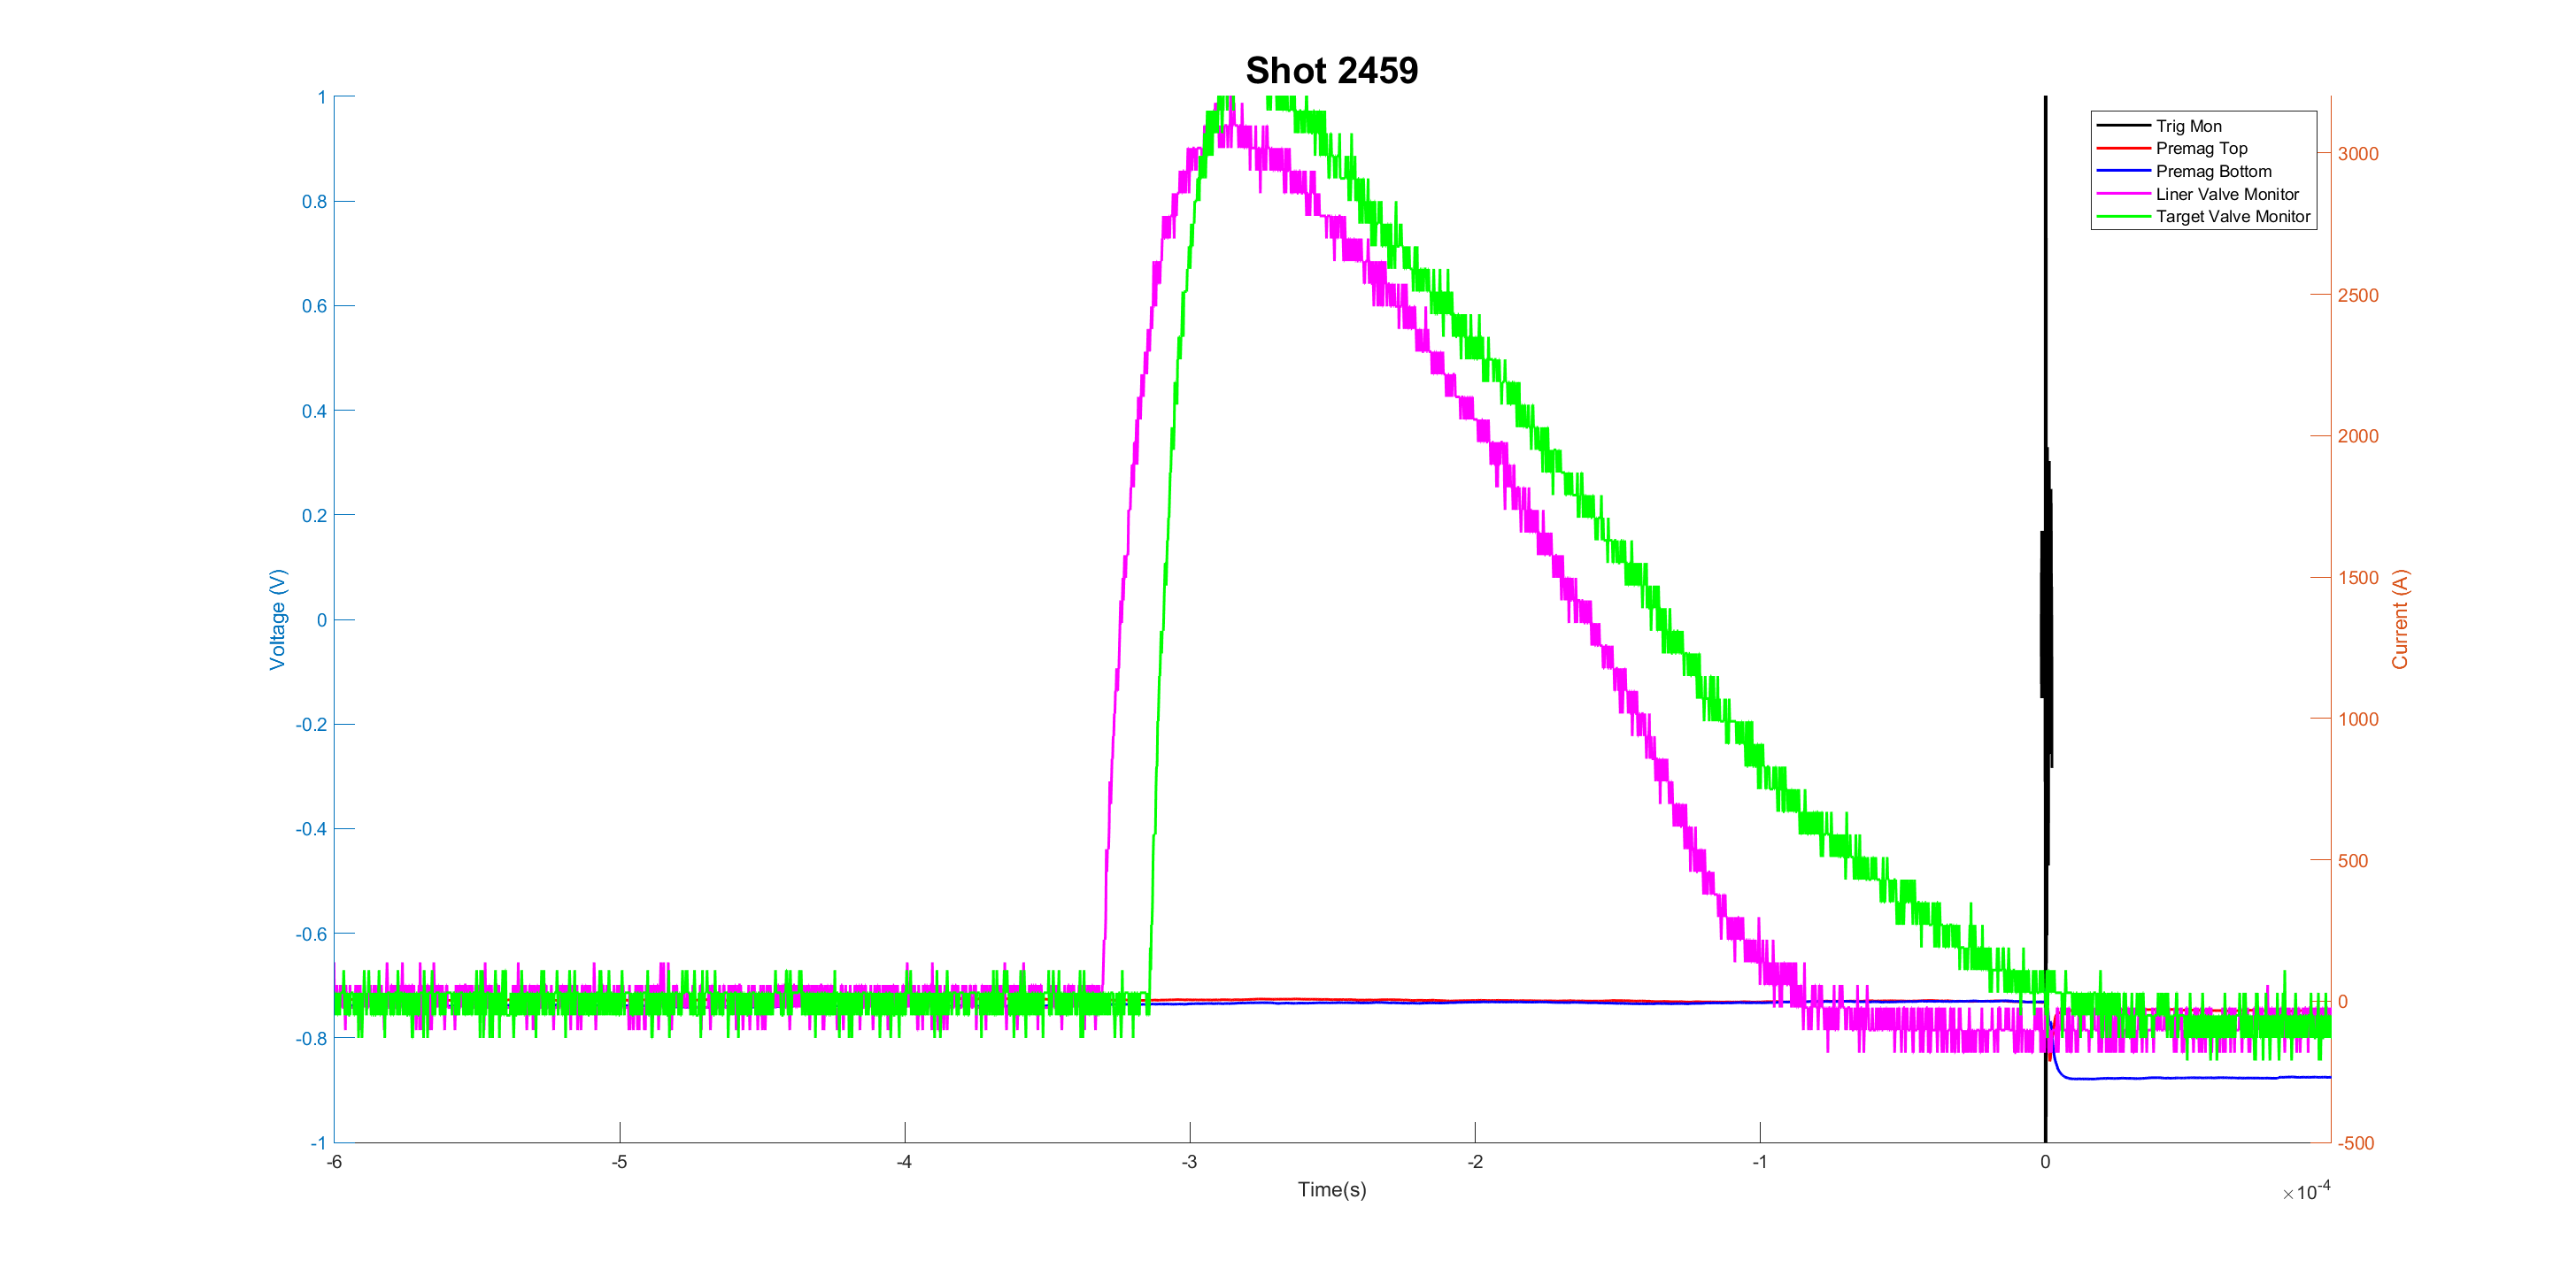 Shot 2459
1
0.8
0.6
0.4
0.2
0
-0.2
-0.4
-0.6
-0.8
-1
Voltage (V)
Trig Mon
Premag Top
Premag Bottom
Liner Valve Monitor
Target Valve Monitor
3000
2500
2000
1500
1000
500
0
-500
Current (A)
-6 -5 -4 -3 -2 -1 0
Time(s)
×10-4